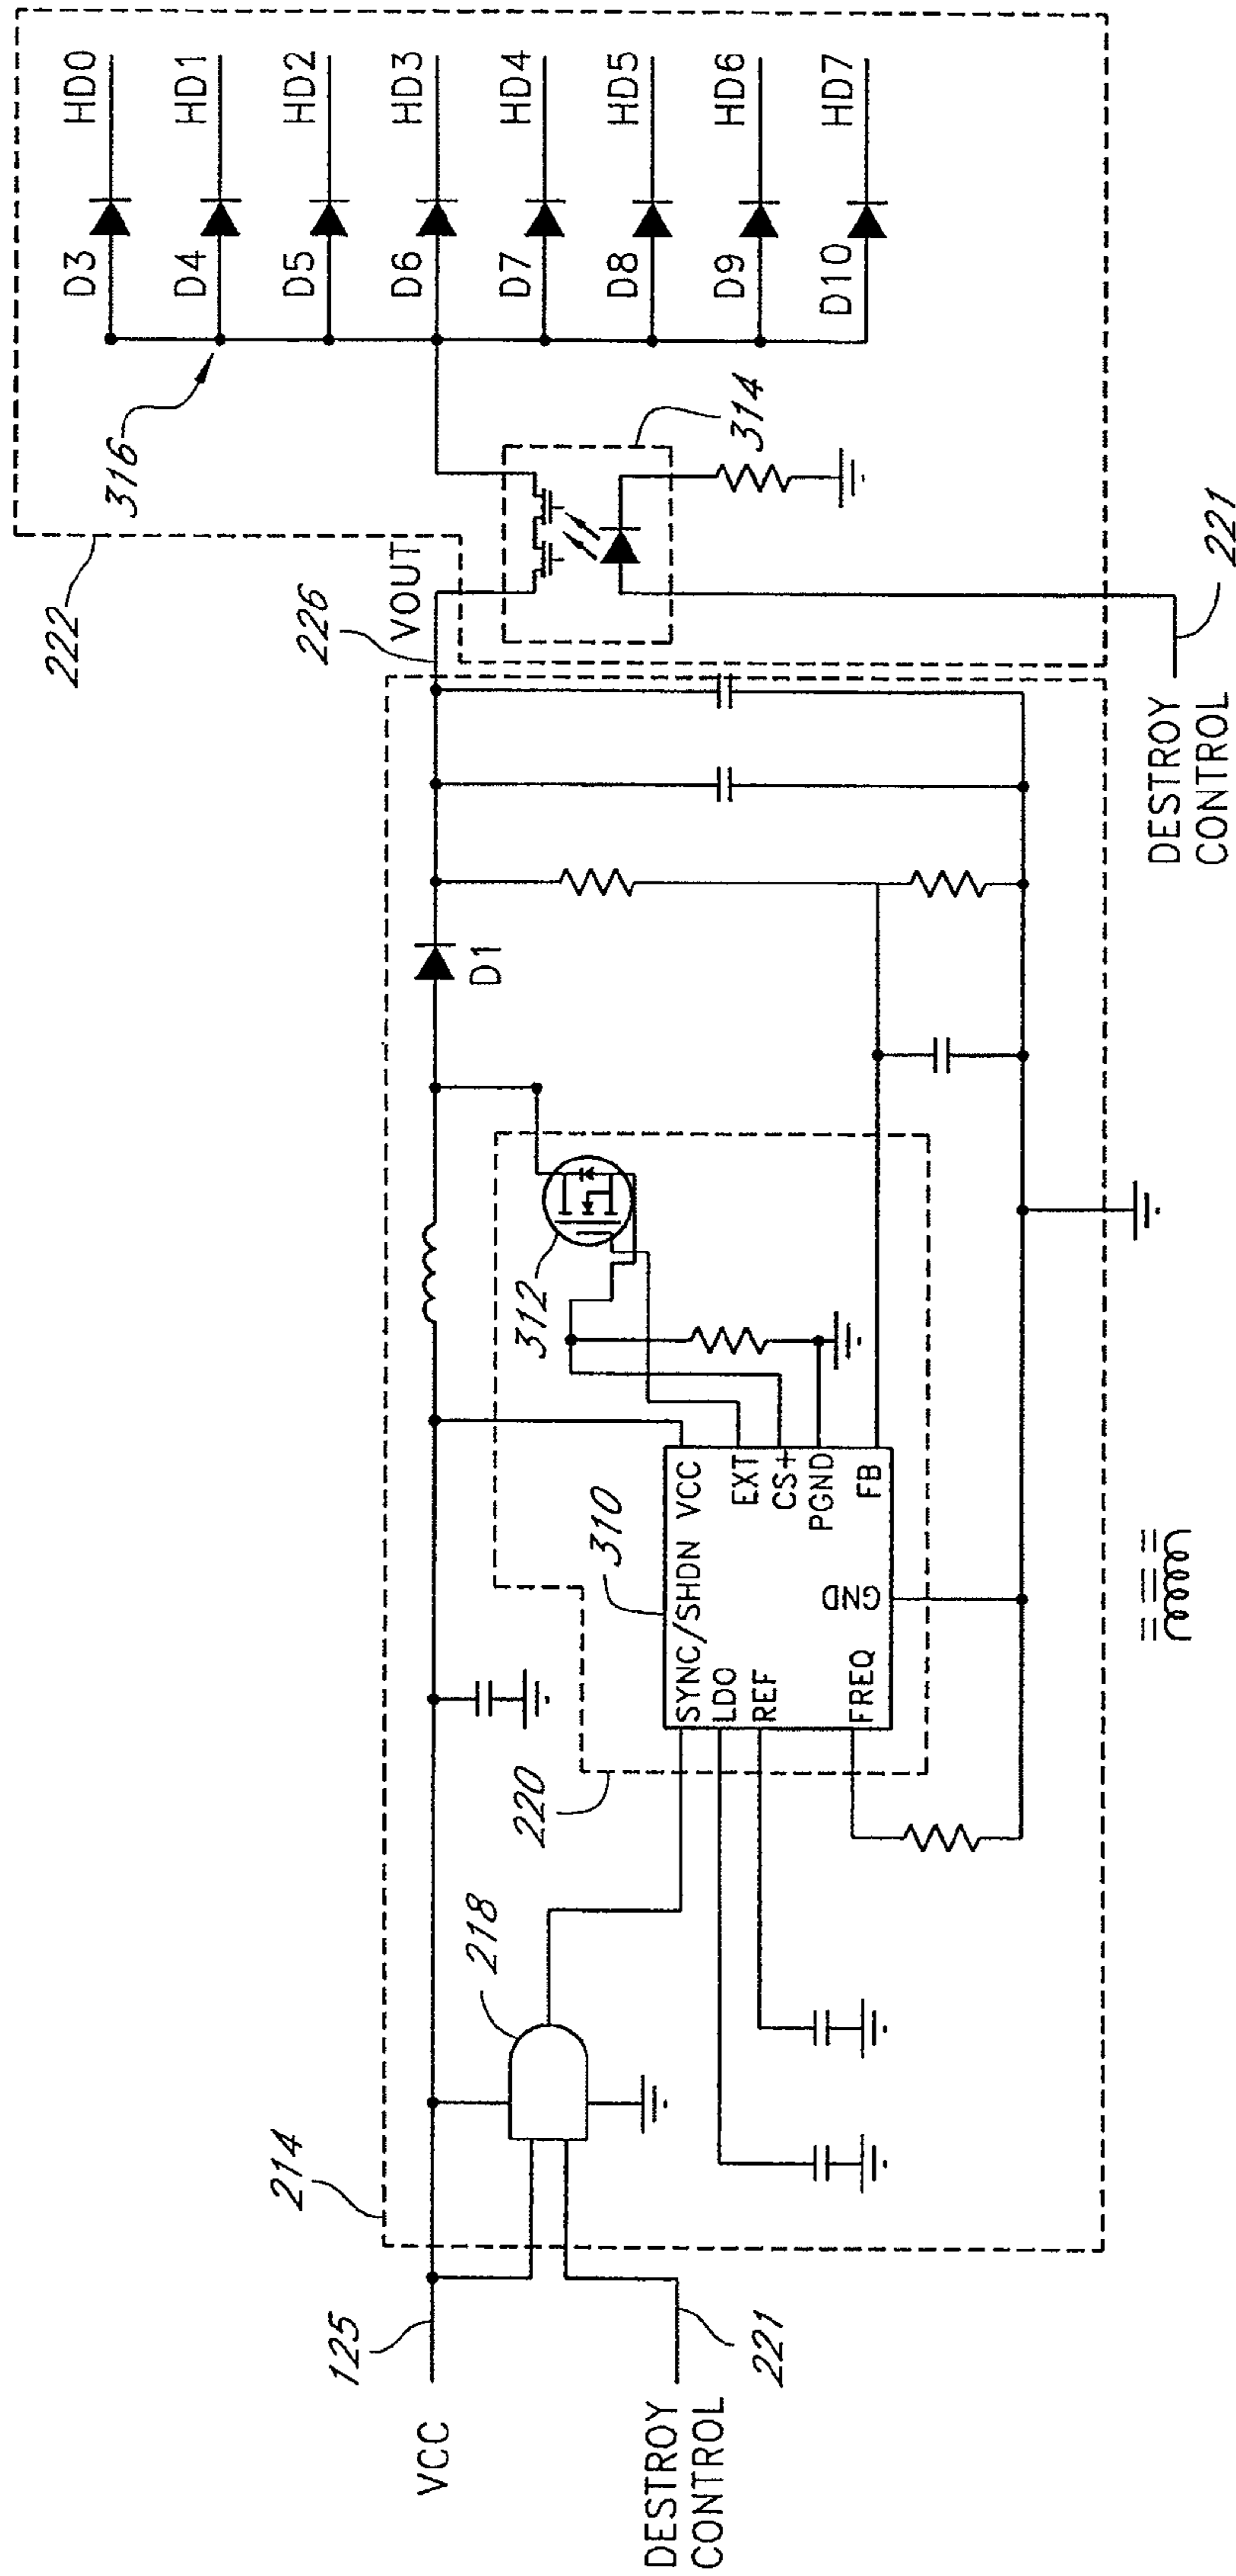 222
316
D3 HD0
D4 HD1
D5 HD2
D6 HD3
D7 HD4
D8 HD5
D9 HD6
D10 HD7
226
VOUT
314
221
DESTROY
CONTROL
214
D1
312
310
220
218
SYNC/SHDN VCC
LDO
REF
FREQ
GND
EXT
CS+
PGND
FB
125
VCC
221
DESTROY
CONTROL